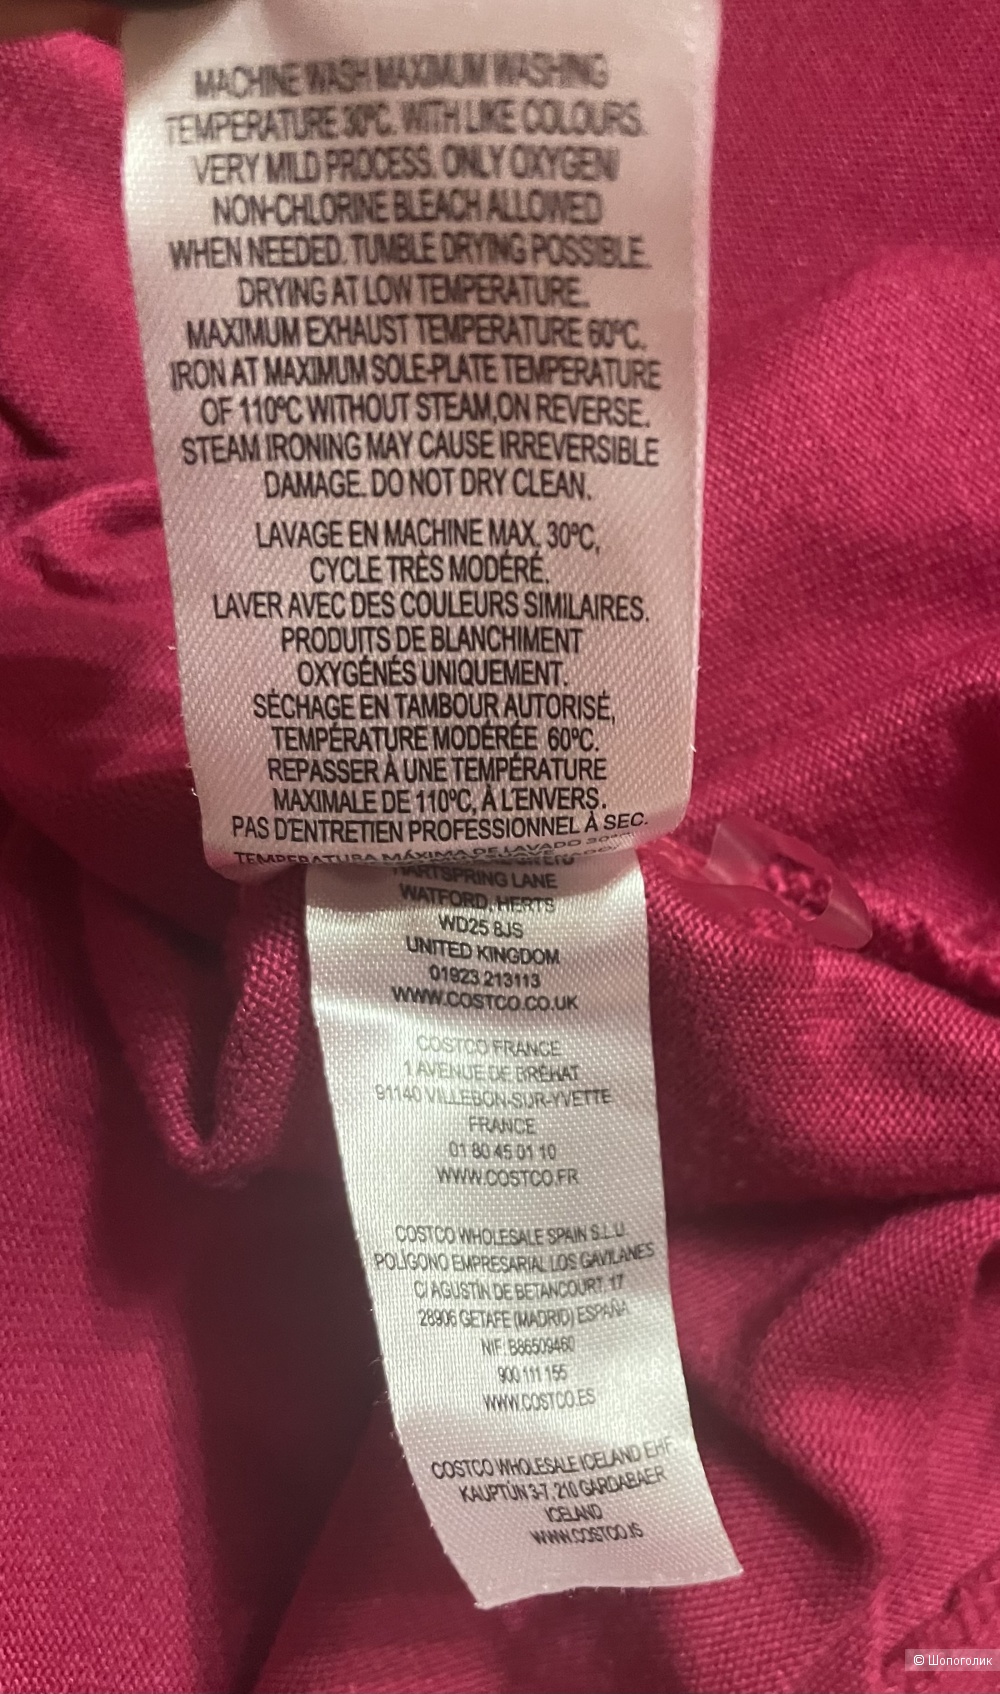 MACHINE WASH MAXIMUM WASHING
TEMPERATURE 30ºC. WITH LIKE COLOURS.
VERY MILD PROCESS. ONLY OXYGEN/
NON-CHLORINE BLEACH ALLOWED
WHEN NEEDED. TUMBLE DRYING POSSIBLE.
DRYING AT LOW TEMPERATURE.
MAXIMUM EXHAUST TEMPERATURE 60ºC.
IRON AT MAXIMUM SOLE-PLATE TEMPERATURE
OF 110ºC WITHOUT STEAM,ON REVERSE.
STEAM IRONING MAY CAUSE IRREVERSIBLE
DAMAGE. DO NOT DRY CLEAN.
LAVAGE EN MACHINE MAX. 30ºC,
CYCLE TRÈS MODÉRÉ.
LAVER AVEC DES COULEURS SIMILAIRES.
PRODUITS DE BLANCHIMENT
OXYGÉNÉS UNIQUEMENT.
SÉCHAGE EN TAMBOUR AUTORISÉ,
TEMPÉRATURE MODÉRÉE 60ºC.
REPASSER À UNE TEMPÉRATURE
MAXIMALE DE 110ºC, À L'ENVERS.
PAS D'ENTRETIEN PROFESSIONNEL À SEC.
TEMPERATURA MÁXIMA DE LAVADO 30º
HARTSPRING LANE
WATFORD, HERTS
WD25 8JS
UNITED KINGDOM
01923 213113
WWW.COSTCO.CO.UK
COSTCO FRANCE
1 AVENUE DE BRÉHAT
91140 VILLEBON-SUR-YVETTE
FRANCE
01 80 45 01 10
WWW.COSTCO.FR
COSTCO WHOLESALE SPAIN S.L.U.
POLÍGONO EMPRESARIAL LOS GAVILANES
C/ AGUSTÍN DE BETANCOURT, 17
28906 GETAFE (MADRID) ESPAÑA
NIF: B86509460
900 111 155
WWW.COSTCO.ES
COSTCO WHOLESALE ICELAND EHF.
KAUPTÚN 3-7, 210 GARDABAER
ICELAND
WWW.COSTCO.IS
© Шопоголик